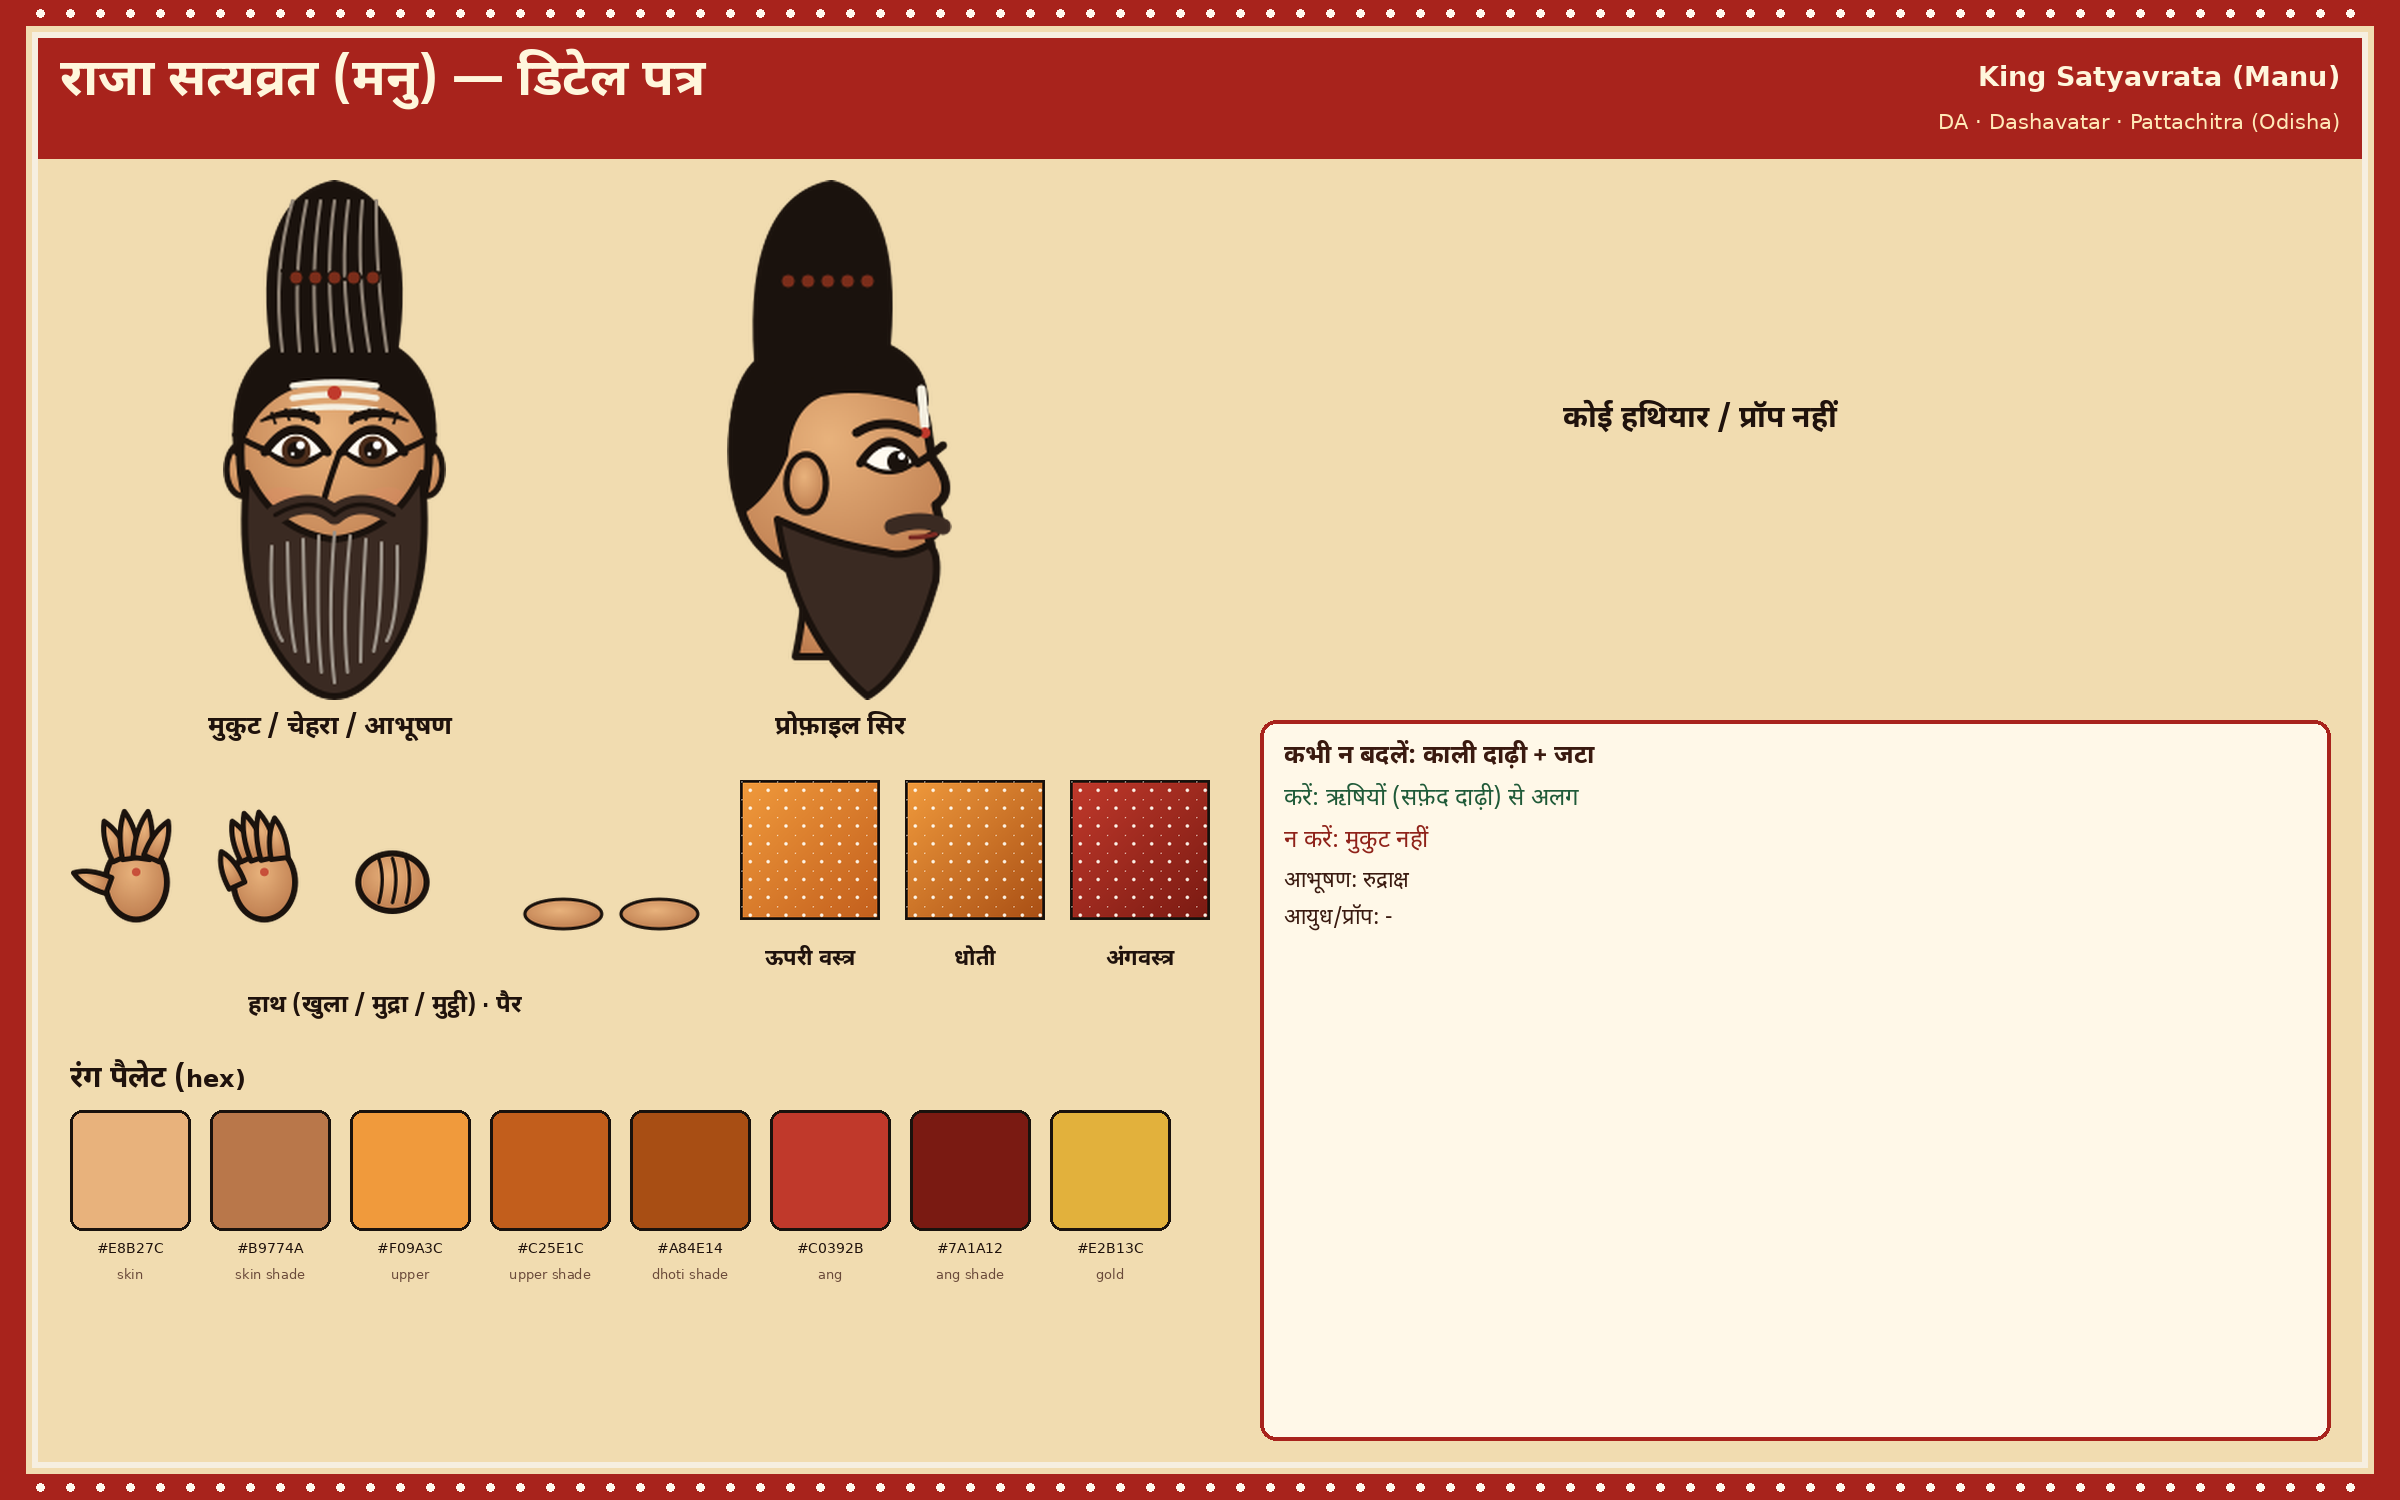 राजा सत्यव्रत (मनु) — डिटेल पत्र
King Satyavrata (Manu)
DA · Dashavatar · Pattachitra (Odisha)
कोई हथियार / प्रॉप नहीं
मुकुट / चेहरा / आभूषण
प्रोफ़ाइल सिर
कभी न बदलें: काली दाढ़ी + जटा
करें: ऋषियों (सफ़ेद दाढ़ी) से अलग
न करें: मुकुट नहीं
आभूषण: रुद्राक्ष
आयुध/प्रॉप: -
ऊपरी वस्त्र
धोती
अंगवस्त्र
हाथ (खुला / मुद्रा / मुट्ठी) · पैर
रंग पैलेट (hex)
#E8B27C
#B9774A
#F09A3C
#C25E1C
#A84E14
#C0392B
#7A1A12
#E2B13C
skin
skin shade
upper
upper shade
dhoti shade
ang
ang shade
gold